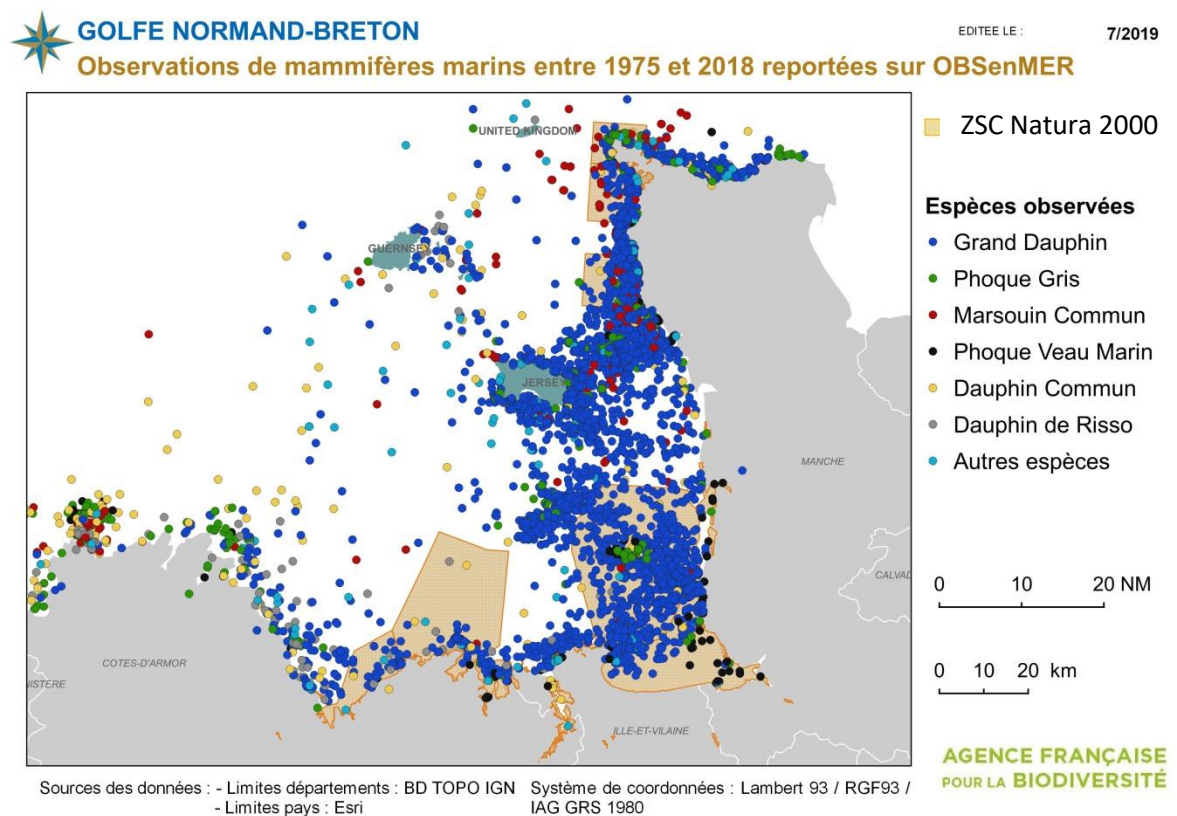 GOLFE NORMAND-BRETON
EDITEE LE :
7/2019
Observations de mammifères marins entre 1975 et 2018 reportées sur OBSenMER
UNITED KINGDOM
GUERNSEY
JERSEY
MANCHE
CALVAD
COTES-D'ARMOR
NISTERE
ILLE-ET-VILAINE
ZSC Natura 2000
Espèces observées
Grand Dauphin
Phoque Gris
Marsouin Commun
Phoque Veau Marin
Dauphin Commun
Dauphin de Risso
Autres espèces
0 10 20 NM
0 10 20 km
AGENCE FRANÇAISE
POUR LA BIODIVERSITÉ
Sources des données : - Limites départements : BD TOPO IGN
- Limites pays : Esri
Système de coordonnées : Lambert 93 / RGF93 /
IAG GRS 1980